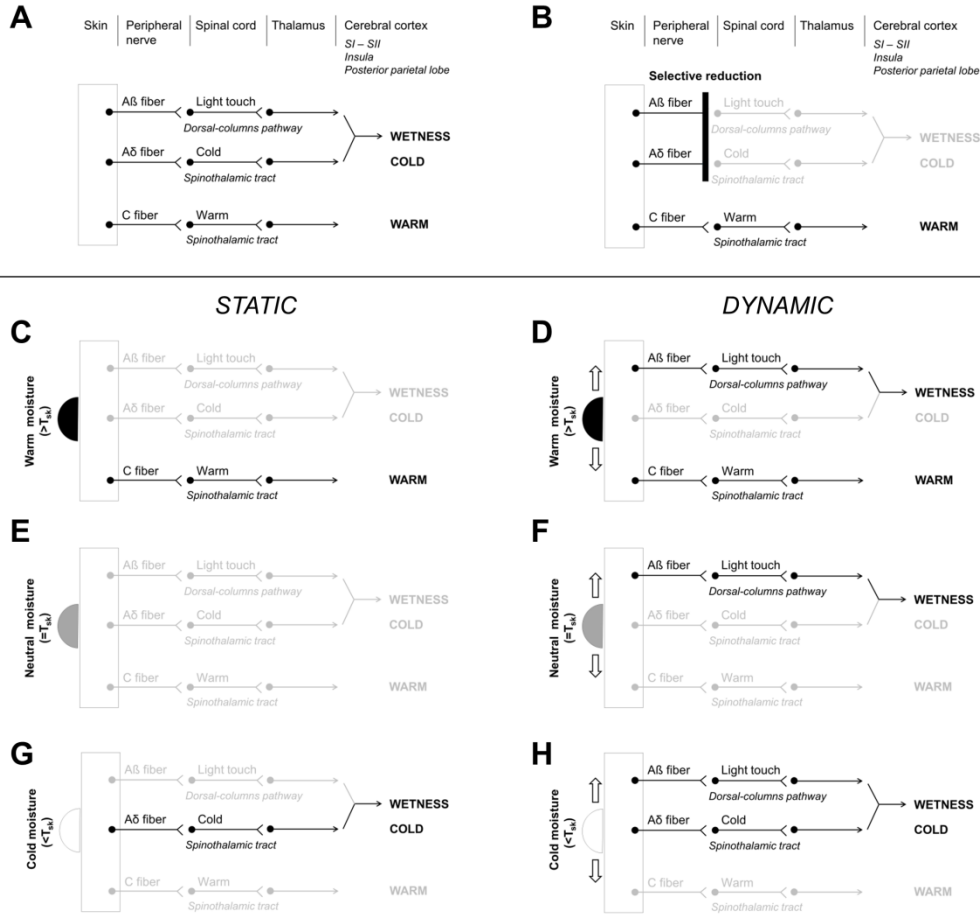 A
Skin
Peripheral
nerve
Spinal cord
Thalamus
Cerebral cortex
SI – SII
Insula
Posterior parietal lobe
Aß fiber
Light touch
Dorsal-columns pathway
WETNESS
Aδ fiber
Cold
COLD
Spinothalamic tract
C fiber
Warm
WARM
Spinothalamic tract
B
Skin
Peripheral
nerve
Spinal cord
Thalamus
Cerebral cortex
SI – SII
Insula
Posterior parietal lobe
Selective reduction
Aß fiber
Light touch
Dorsal-columns pathway
WETNESS
Aδ fiber
Cold
COLD
Spinothalamic tract
C fiber
Warm
WARM
Spinothalamic tract
STATIC
DYNAMIC
C
Warm moisture
(>Tsk)
Aß fiber
Light touch
Dorsal-columns pathway
WETNESS
Aδ fiber
Cold
COLD
Spinothalamic tract
C fiber
Warm
WARM
Spinothalamic tract
D
Warm moisture
(>Tsk)
Aß fiber
Light touch
Dorsal-columns pathway
WETNESS
Aδ fiber
Cold
COLD
Spinothalamic tract
C fiber
Warm
WARM
Spinothalamic tract
E
Neutral moisture
(=Tsk)
Aß fiber
Light touch
Dorsal-columns pathway
WETNESS
Aδ fiber
Cold
COLD
Spinothalamic tract
C fiber
Warm
WARM
Spinothalamic tract
F
Neutral moisture
(=Tsk)
Aß fiber
Light touch
Dorsal-columns pathway
WETNESS
Aδ fiber
Cold
COLD
Spinothalamic tract
C fiber
Warm
WARM
Spinothalamic tract
G
Cold moisture
(<Tsk)
Aß fiber
Light touch
Dorsal-columns pathway
WETNESS
Aδ fiber
Cold
COLD
Spinothalamic tract
C fiber
Warm
WARM
Spinothalamic tract
H
Cold moisture
(<Tsk)
Aß fiber
Light touch
Dorsal-columns pathway
WETNESS
Aδ fiber
Cold
COLD
Spinothalamic tract
C fiber
Warm
WARM
Spinothalamic tract